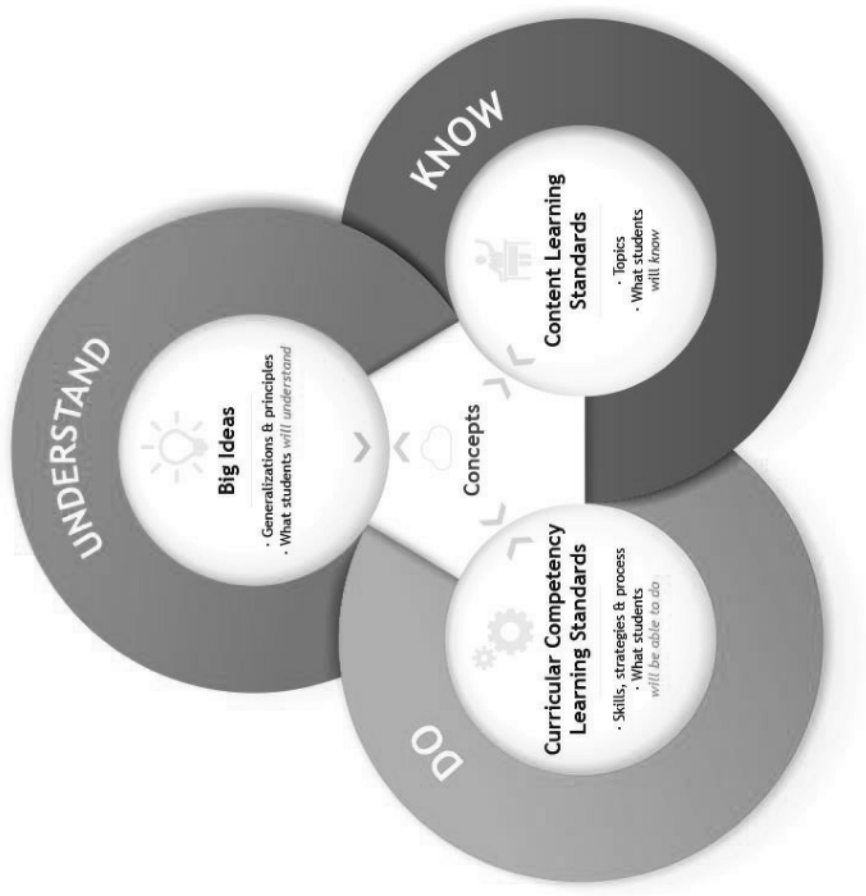 UNDERSTAND
Big Ideas
· Generalizations & principles
· What students will understand
Concepts
DO
Curricular Competency
Learning Standards
· Skills, strategies & process
· What students
will be able to do
KNOW
Content Learning
Standards
· Topics
· What students
will know